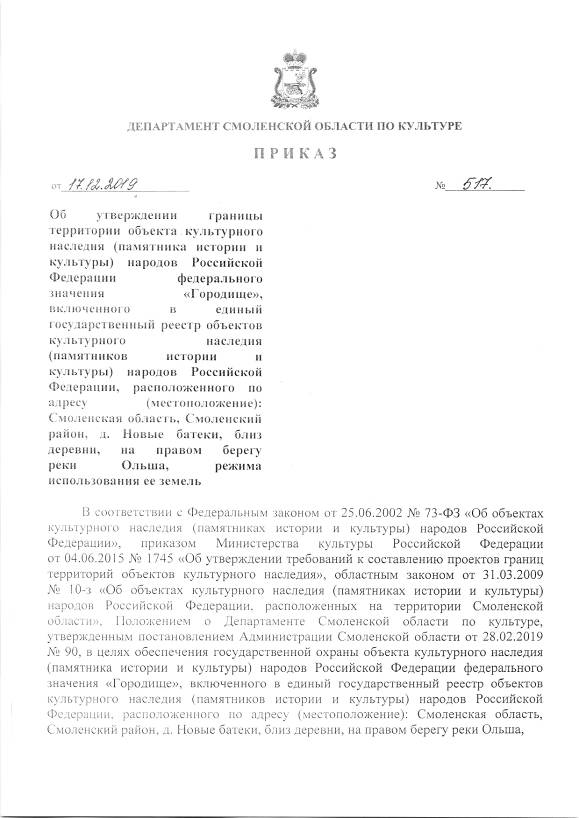 ДЕПАРТАМЕНТ СМОЛЕНСКОЙ ОБЛАСТИ ПО КУЛЬТУРЕ
ПРИКАЗ
от 17.12.2019 № 517.
Об утверждении границы
территории объекта культурного
наследия (памятника истории и
культуры) народов Российской
Федерации федерального
значения «Городище»,
включенного в единый
государственный реестр объектов
культурного наследия
(памятников истории и
культуры) народов Российской
Федерации, расположенного по
адресу (местоположение):
Смоленская область, Смоленский
район, д. Новые батеки, близ
деревни, на правом берегу
реки Ольша, режима
использования ее земель
В соответствии с Федеральным законом от 25.06.2002 № 73-ФЗ «Об объектах
культурного наследия (памятниках истории и культуры) народов Российской
Федерации», приказом Министерства культуры Российской Федерации
от 04.06.2015 № 1745 «Об утверждении требований к составлению проектов границ
территорий объектов культурного наследия», областным законом от 31.03.2009
№ 10-з «Об объектах культурного наследия (памятниках истории и культуры)
народов Российской Федерации, расположенных на территории Смоленской
области», Положением о Департаменте Смоленской области по культуре,
утвержденным постановлением Администрации Смоленской области от 28.02.2019
№ 90, в целях обеспечения государственной охраны объекта культурного наследия
(памятника истории и культуры) народов Российской Федерации федерального
значения «Городище», включенного в единый государственный реестр объектов
культурного наследия (памятников истории и культуры) народов Российской
Федерации, расположенного по адресу (местоположение): Смоленская область,
Смоленский район, д. Новые батеки, близ деревни, на правом берегу реки Ольша,